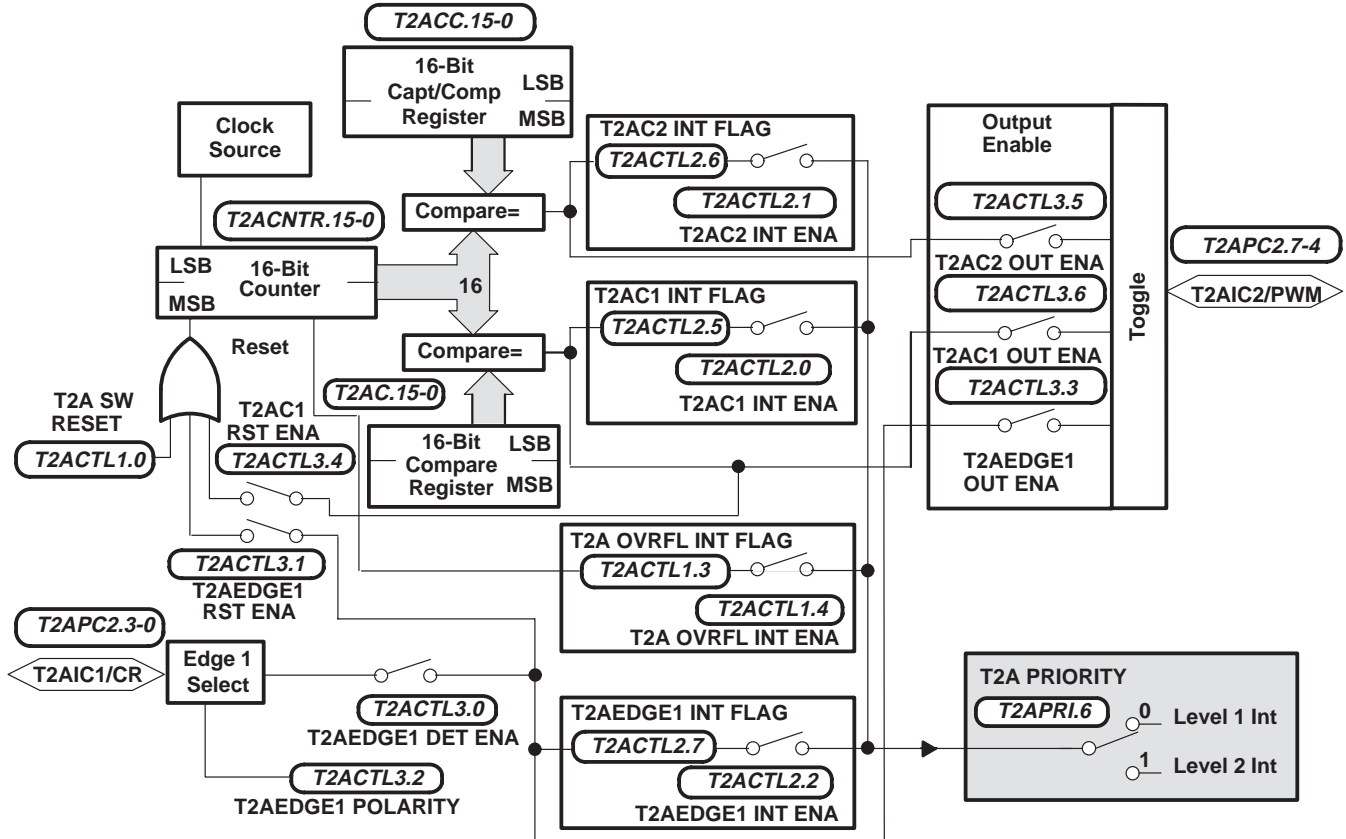 T2ACC.15-0
16-Bit
Capt/Comp
Register
LSB
MSB
Clock
Source
T2ACNTR.15-0
LSB
MSB
16-Bit
Counter
16
Compare=
Compare=
Reset
T2AC.15-0
16-Bit
Compare
Register
LSB
MSB
T2A SW
RESET
T2ACTL1.0
T2AC1
RST ENA
T2ACTL3.4
T2ACTL3.1
T2AEDGE1
RST ENA
T2APC2.3-0
T2AIC1/CR
Edge 1
Select
T2ACTL3.0
T2AEDGE1 DET ENA
T2ACTL3.2
T2AEDGE1 POLARITY
T2AC2 INT FLAG
T2ACTL2.6
T2ACTL2.1
T2AC2 INT ENA
T2AC1 INT FLAG
T2ACTL2.5
T2ACTL2.0
T2AC1 INT ENA
T2A OVRFL INT FLAG
T2ACTL1.3
T2ACTL1.4
T2A OVRFL INT ENA
T2AEDGE1 INT FLAG
T2ACTL2.7
T2ACTL2.2
T2AEDGE1 INT ENA
Output
Enable
T2ACTL3.5
T2AC2 OUT ENA
T2ACTL3.6
T2AC1 OUT ENA
T2ACTL3.3
T2AEDGE1
OUT ENA
Toggle
T2APC2.7-4
T2AIC2/PWM
T2A PRIORITY
T2APRI.6
0 Level 1 Int
1 Level 2 Int